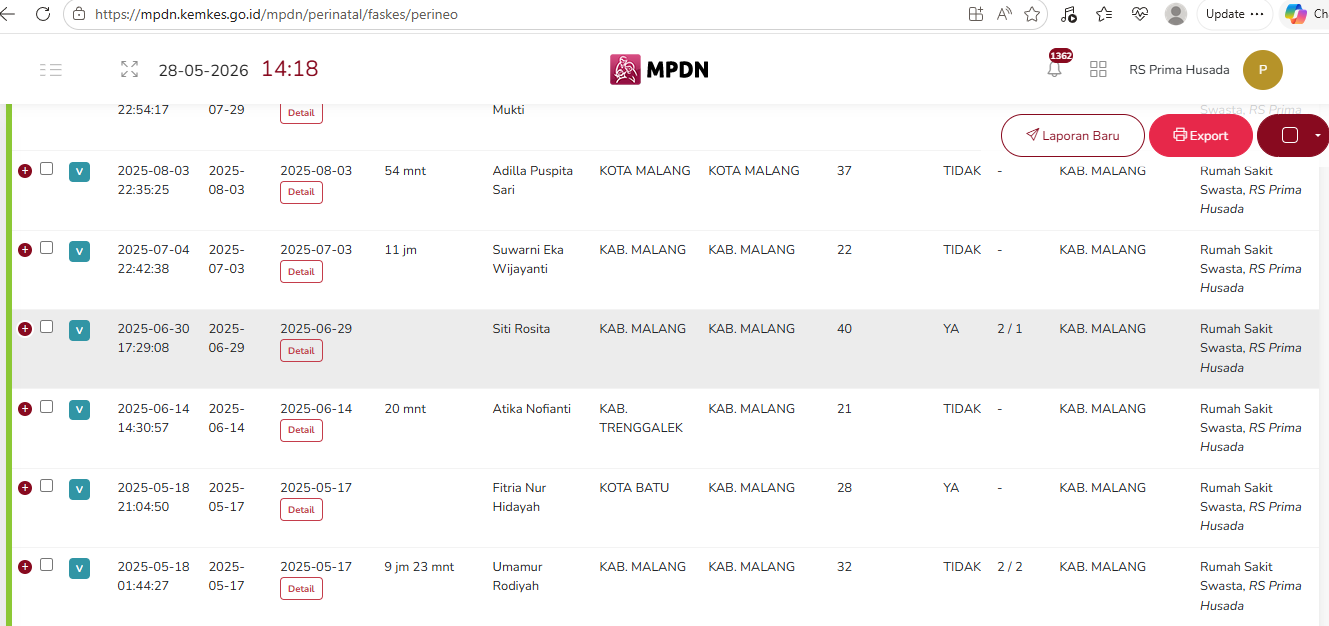 https://mpdn.kemkes.go.id/mpdn/perinatal/faskes/perineo
Update
Ch
28-05-2026 14:18
MPDN
1362
RS Prima Husada
P
22:54:17 07-29 Detail Mukti Swasta, RS Prima
Laporan Baru
Export
2025-08-03 2025- 2025-08-03 54 mnt Adilla Puspita KOTA MALANG KOTA MALANG 37 TIDAK - KAB. MALANG Rumah Sakit
V
22:35:25 08-03 Detail Sari Swasta, RS Prima
Husada
2025-07-04 2025- 2025-07-03 11 jm Suwarni Eka KAB. MALANG KAB. MALANG 22 TIDAK - KAB. MALANG Rumah Sakit
V
22:42:38 07-03 Detail Wijayanti Swasta, RS Prima
Husada
2025-06-30 2025- 2025-06-29 Siti Rosita KAB. MALANG KAB. MALANG 40 YA 2 / 1 KAB. MALANG Rumah Sakit
V
17:29:08 06-29 Detail Swasta, RS Prima
Husada
2025-06-14 2025- 2025-06-14 20 mnt Atika Nofianti KAB. KAB. MALANG 21 TIDAK - KAB. MALANG Rumah Sakit
V
14:30:57 06-14 Detail TRENGGALEK Swasta, RS Prima
Husada
2025-05-18 2025- 2025-05-17 Fitria Nur KOTA BATU KAB. MALANG 28 YA - KAB. MALANG Rumah Sakit
V
21:04:50 05-17 Detail Hidayah Swasta, RS Prima
Husada
2025-05-18 2025- 2025-05-17 9 jm 23 mnt Umamur KAB. MALANG KAB. MALANG 32 TIDAK 2 / 2 KAB. MALANG Rumah Sakit
V
01:44:27 05-17 Detail Rodiyah Swasta, RS Prima
Husada